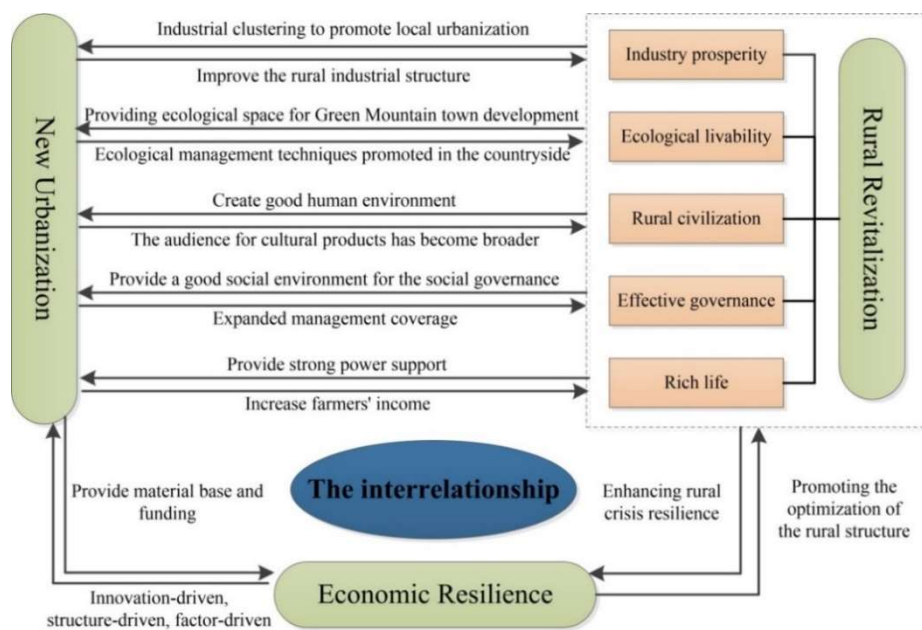 New Urbanization
Industrial clustering to promote local urbanization
Improve the rural industrial structure
Providing ecological space for Green Mountain town development
Ecological management techniques promoted in the countryside
Create good human environment
The audience for cultural products has become broader
Provide a good social environment for the social governance
Expanded management coverage
Provide strong power support
Increase farmers' income
Industry prosperity
Ecological livability
Rural civilization
Effective governance
Rich life
Rural Revitalization
Provide material base and
funding
The interrelationship
Enhancing rural
crisis resilience
Promoting the
optimization of
the rural structure
Innovation-driven,
structure-driven, factor-driven
Economic Resilience